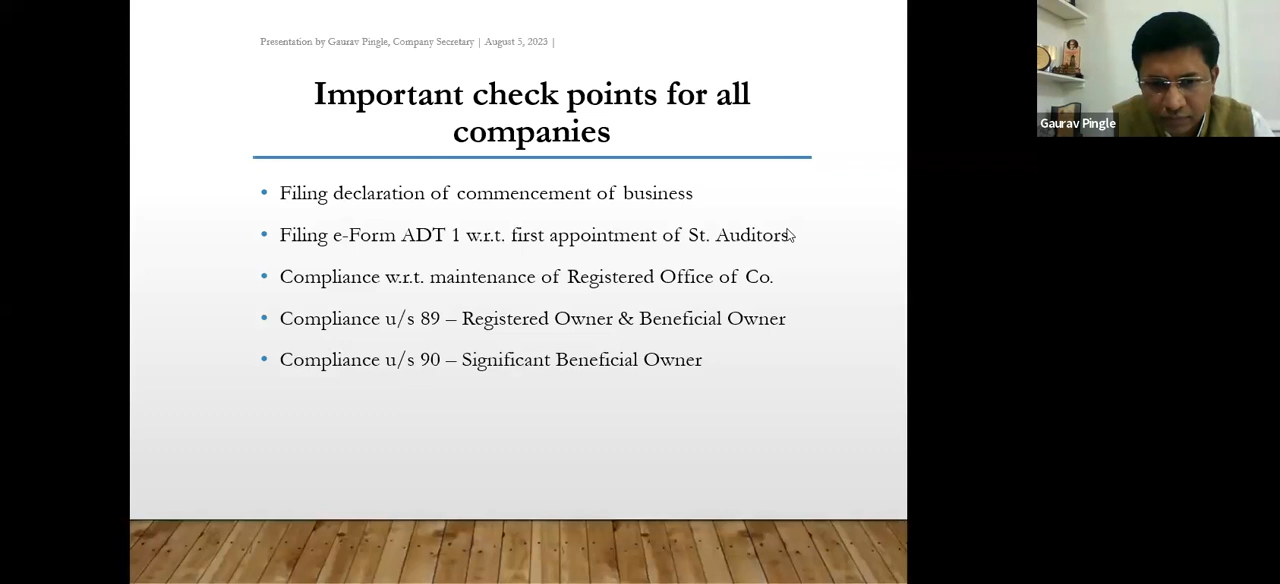 Presentation by Gaurav Pingle, Company Secretary | August 5, 2023 |
Important check points for all
companies
• Filing declaration of commencement of business
• Filing e-Form ADT 1 w.r.t. first appointment of St. Auditors
• Compliance w.r.t. maintenance of Registered Office of Co.
• Compliance u/s 89 – Registered Owner & Beneficial Owner
• Compliance u/s 90 – Significant Beneficial Owner
Gaurav Pingle